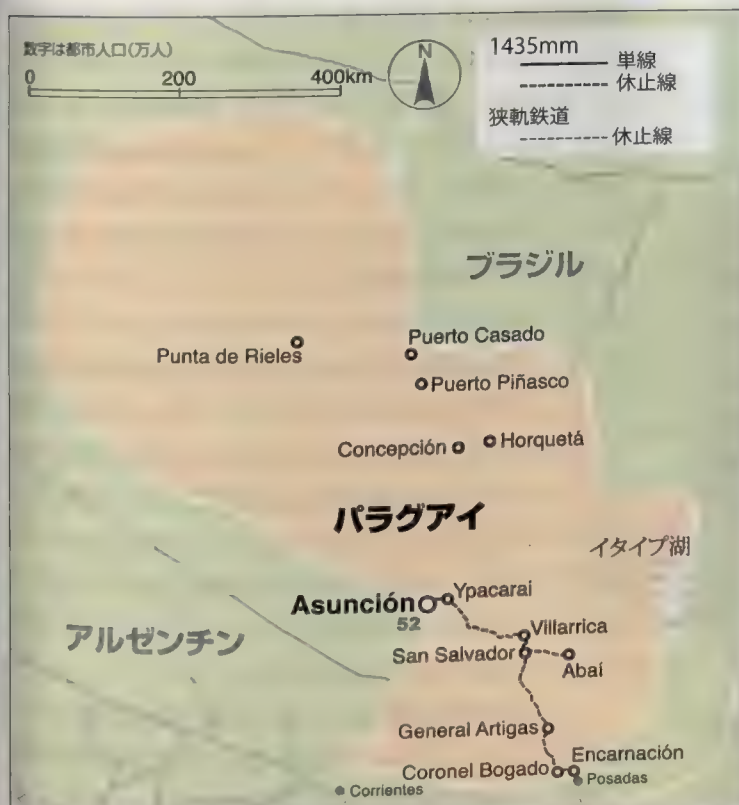 数字は都市人口(万人)
0 200 400km
N
1435mm
単線
休止線
狭軌鉄道
休止線
ブラジル
Punta de Rieles
Puerto Casado
Puerto Piñasco
Concepción
Horquetá
パラグアイ
イタイプ湖
Asunción
52
Ypacarai
アルゼンチン
Villarrica
San Salvador
Abaí
General Artigas
Coronel Bogado
Encarnación
Posadas
Corrientes